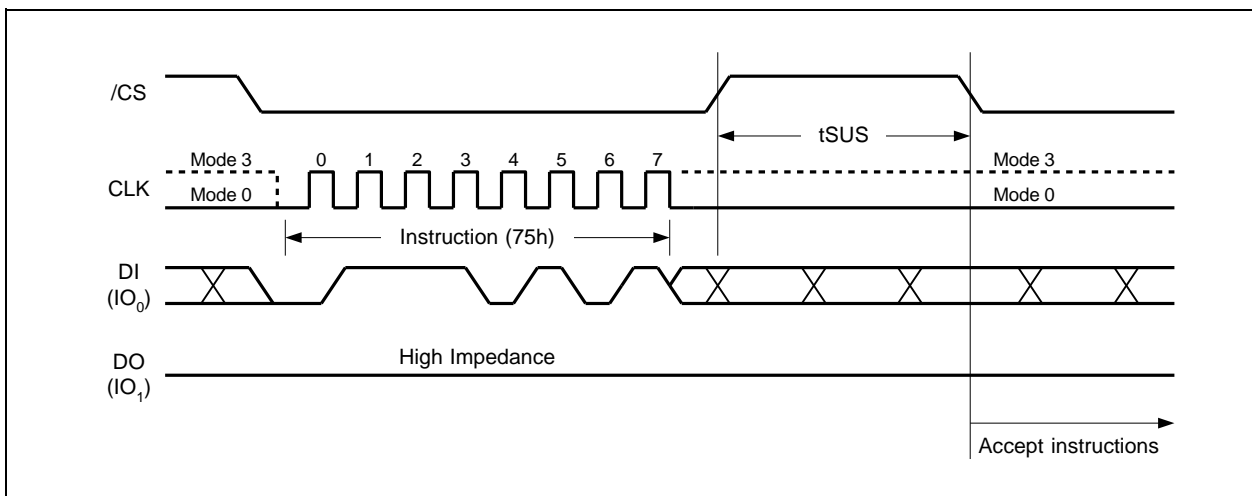 /CS
tSUS
Mode 3
0 1 2 3 4 5 6 7
Mode 3
CLK
Mode 0
Mode 0
Instruction (75h)
DI
(IO₀)
DO
(IO₁)
High Impedance
Accept instructions